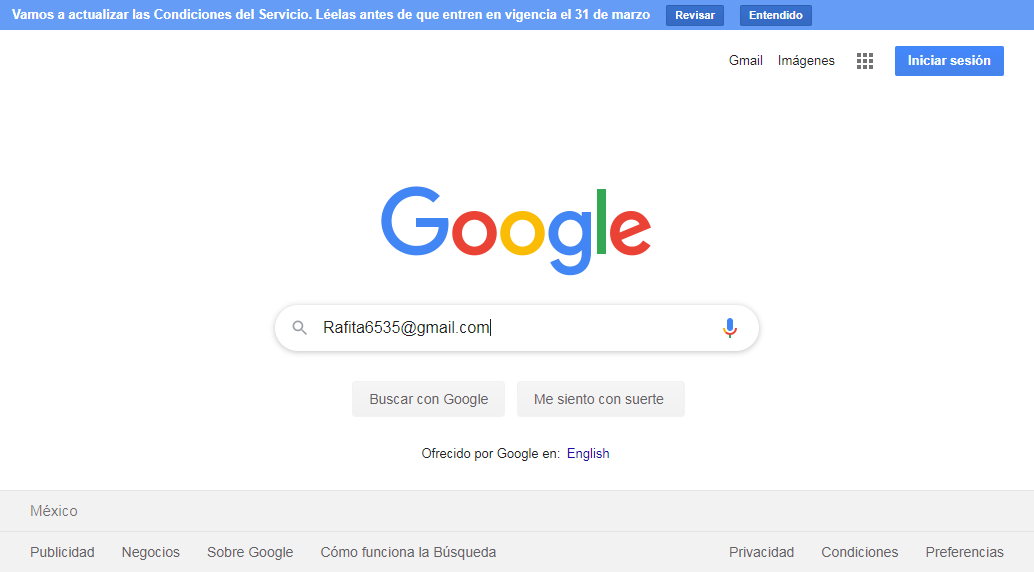 Vamos a actualizar las Condiciones del Servicio. Léelas antes de que entren en vigencia el 31 de marzo Revisar Entendido
Gmail Imágenes Iniciar sesión
Google
Rafita6535@gmail.com
Buscar con Google Me siento con suerte
Ofrecido por Google en: English
México
Publicidad Negocios Sobre Google Cómo funciona la Búsqueda Privacidad Condiciones Preferencias